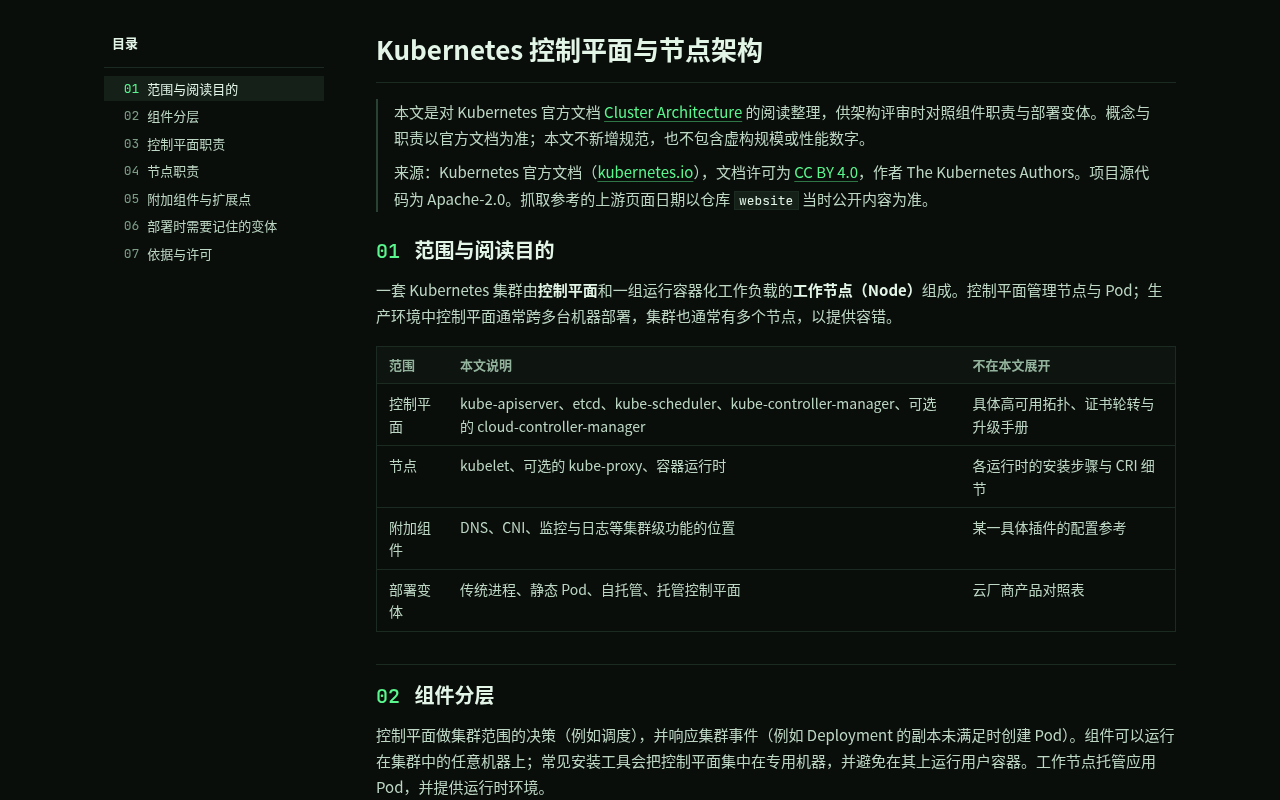 目录
01 范围与阅读目的
02 组件分层
03 控制平面职责
04 节点职责
05 附加组件与扩展点
06 部署时需要记住的变体
07 依据与许可
Kubernetes 控制平面与节点架构
本文是对 Kubernetes 官方文档 Cluster Architecture 的阅读整理，供架构评审时对照组件职责与部署变体。概念与
职责以官方文档为准；本文不新增规范，也不包含虚构规模或性能数字。
来源：Kubernetes 官方文档（kubernetes.io），文档许可为 CC BY 4.0，作者 The Kubernetes Authors。项目源代
码为 Apache-2.0。抓取参考的上游页面日期以仓库 website 当时公开内容为准。
01 范围与阅读目的
一套 Kubernetes 集群由控制平面和一组运行容器化工作负载的工作节点（Node）组成。控制平面管理节点与 Pod；生
产环境中控制平面通常跨多台机器部署，集群也通常有多个节点，以提供容错。
范围 本文说明 不在本文展开
控制平 kube-apiserver、etcd、kube-scheduler、kube-controller-manager、可选 具体高可用拓扑、证书轮转与
面 的 cloud-controller-manager 升级手册
节点 kubelet、可选的 kube-proxy、容器运行时 各运行时的安装步骤与 CRI 细
节
附加组 DNS、CNI、监控与日志等集群级功能的位置 某一具体插件的配置参考
件
部署变 传统进程、静态 Pod、自托管、托管控制平面 云厂商产品对照表
体
02 组件分层
控制平面做集群范围的决策（例如调度），并响应集群事件（例如 Deployment 的副本未满足时创建 Pod）。组件可以运行
在集群中的任意机器上；常见安装工具会把控制平面集中在专用机器，并避免在其上运行用户容器。工作节点托管应用
Pod，并提供运行时环境。